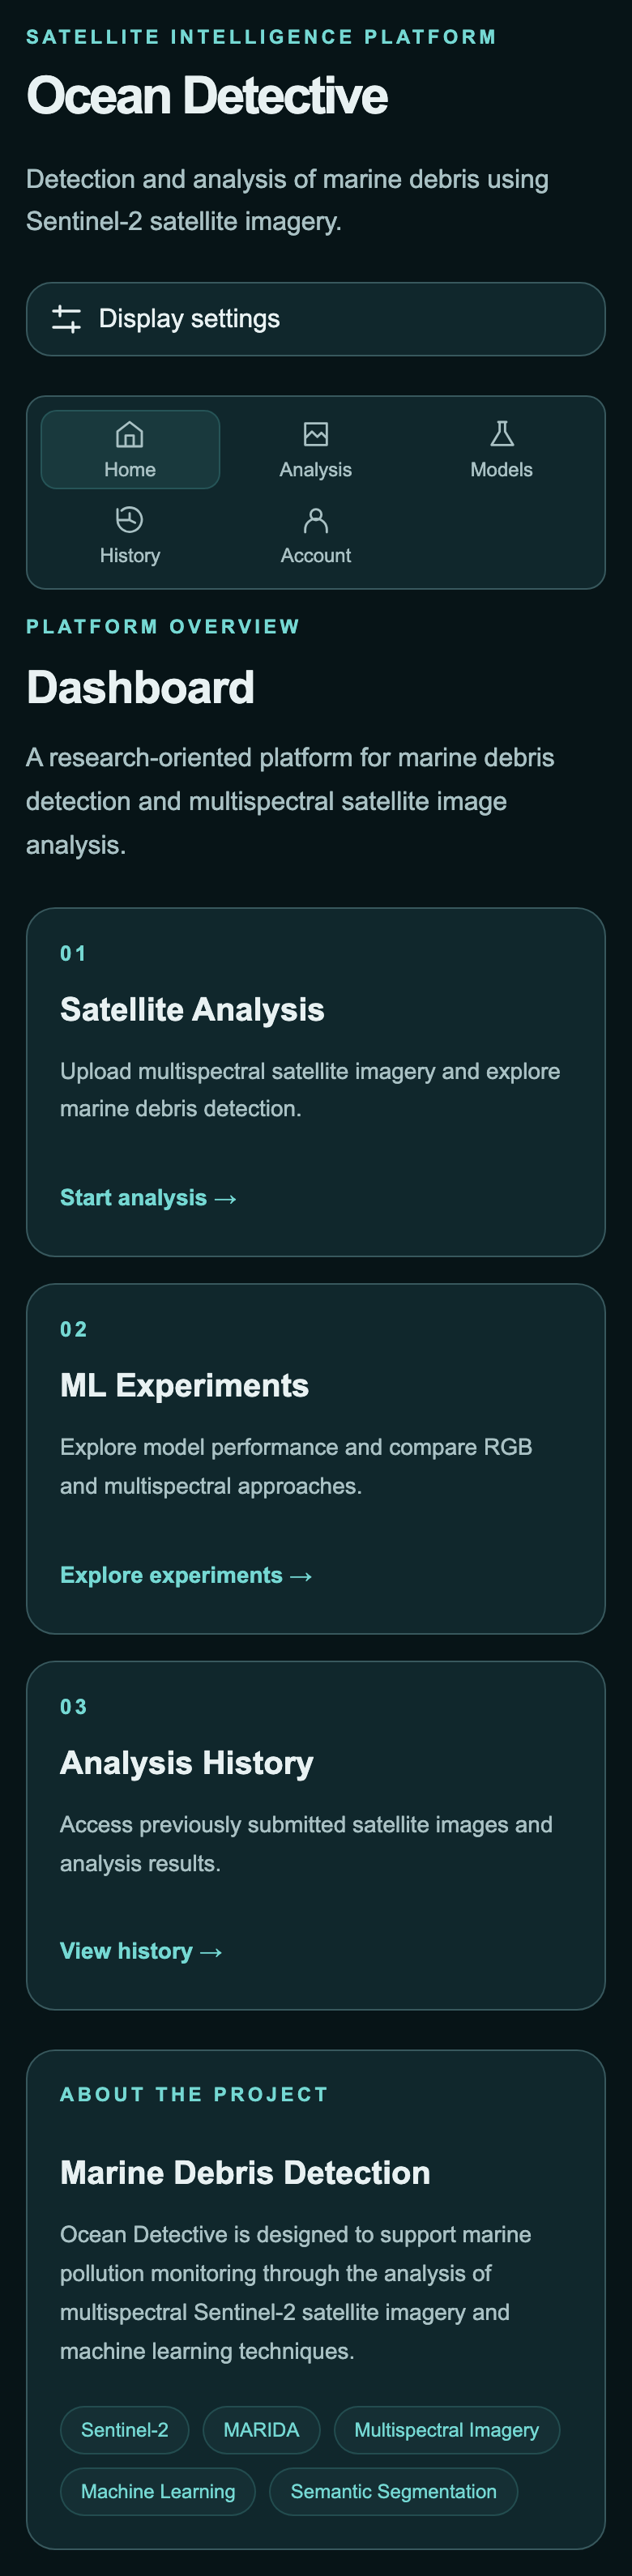 SATELLITE INTELLIGENCE PLATFORM
Ocean Detective
Detection and analysis of marine debris using
Sentinel-2 satellite imagery.
Display settings
Home
Analysis
Models
History
Account
PLATFORM OVERVIEW
Dashboard
A research-oriented platform for marine debris
detection and multispectral satellite image
analysis.
01
Satellite Analysis
Upload multispectral satellite imagery and explore
marine debris detection.
Start analysis →
02
ML Experiments
Explore model performance and compare RGB
and multispectral approaches.
Explore experiments →
03
Analysis History
Access previously submitted satellite images and
analysis results.
View history →
ABOUT THE PROJECT
Marine Debris Detection
Ocean Detective is designed to support marine
pollution monitoring through the analysis of
multispectral Sentinel-2 satellite imagery and
machine learning techniques.
Sentinel-2
MARIDA
Multispectral Imagery
Machine Learning
Semantic Segmentation